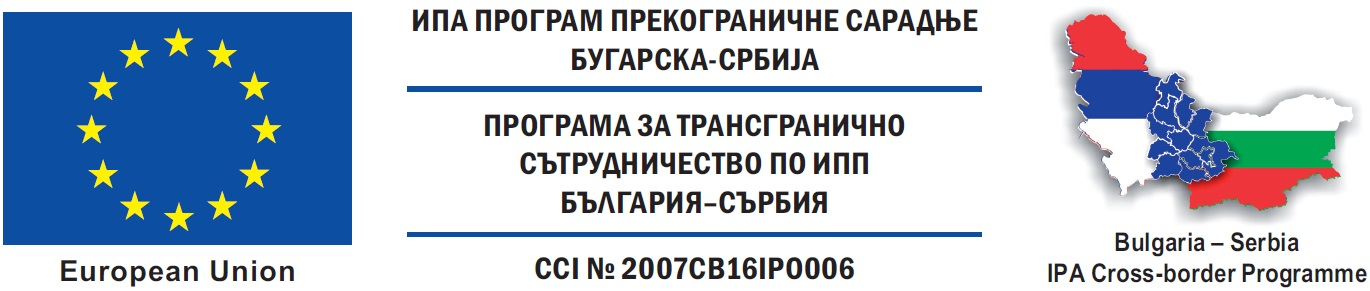 ИПА ПРОГРАМ ПРЕКОГРАНИЧНЕ САРАДЊЕ
БУГАРСКА-СРБИЈА
ПРОГРАМА ЗА ТРАНСГРАНИЧНО
СЪТРУДНИЧЕСТВО ПО ИПП
БЪЛГАРИЯ–СЪРБИЯ
CCI № 2007CB16IPO006
European Union
Bulgaria – Serbia
IPA Cross-border Programme